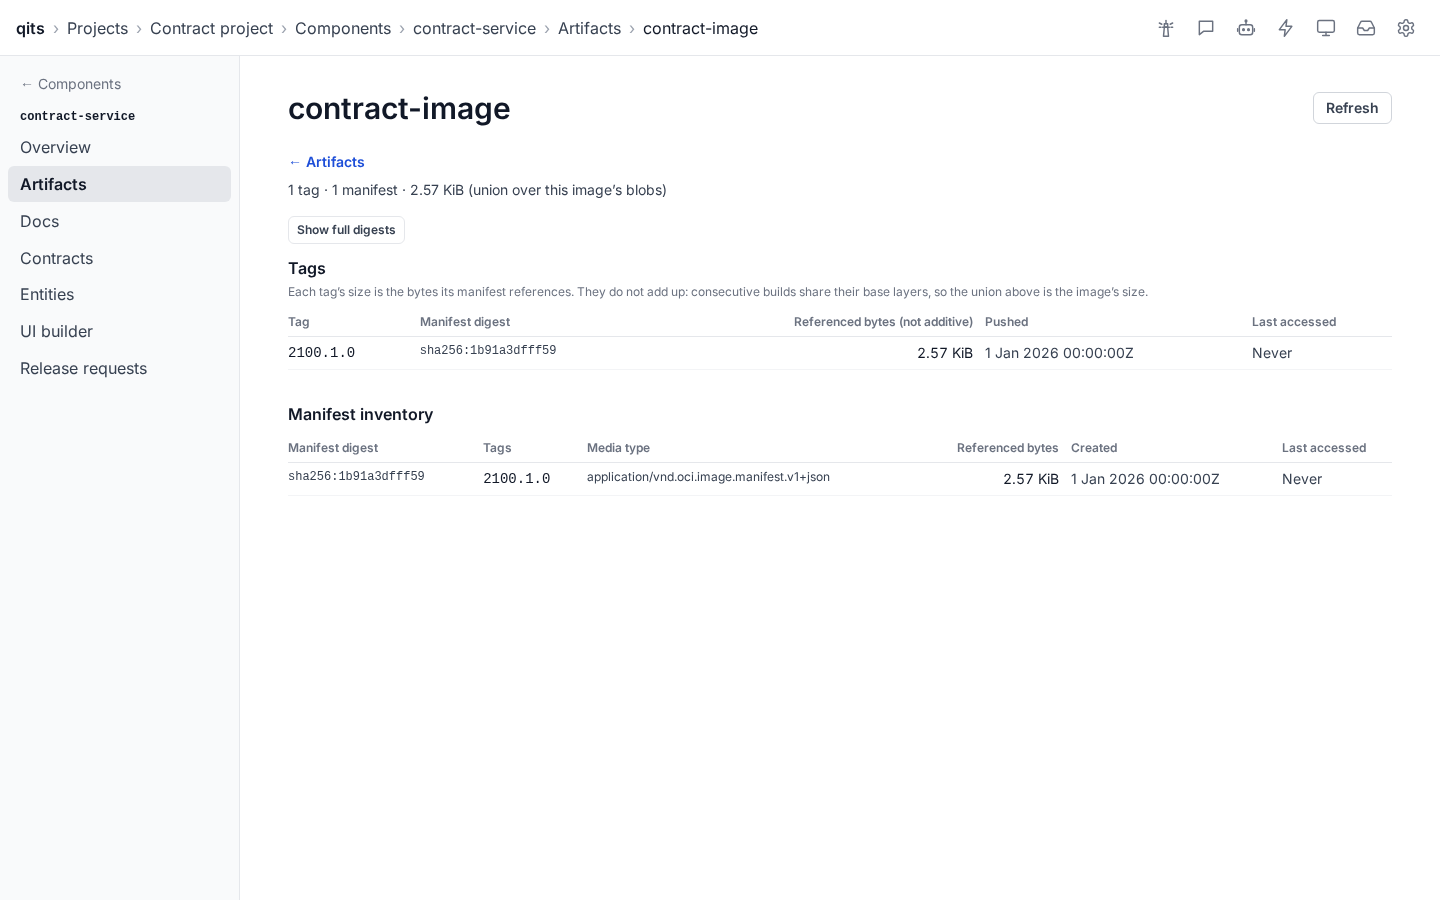 qits › Projects › Contract project › Components › contract-service › Artifacts › contract-image
← Components
contract-service
Overview
Artifacts
Docs
Contracts
Entities
UI builder
Release requests
contract-image
Refresh
← Artifacts
1 tag · 1 manifest · 2.57 KiB (union over this image’s blobs)
Show full digests
Tags
Each tag’s size is the bytes its manifest references. They do not add up: consecutive builds share their base layers, so the union above is the image’s size.
Tag Manifest digest Referenced bytes (not additive) Pushed Last accessed
2100.1.0 sha256:1b91a3dfff59 2.57 KiB 1 Jan 2026 00:00:00Z Never
Manifest inventory
Manifest digest Tags Media type Referenced bytes Created Last accessed
sha256:1b91a3dfff59 2100.1.0 application/vnd.oci.image.manifest.v1+json 2.57 KiB 1 Jan 2026 00:00:00Z Never